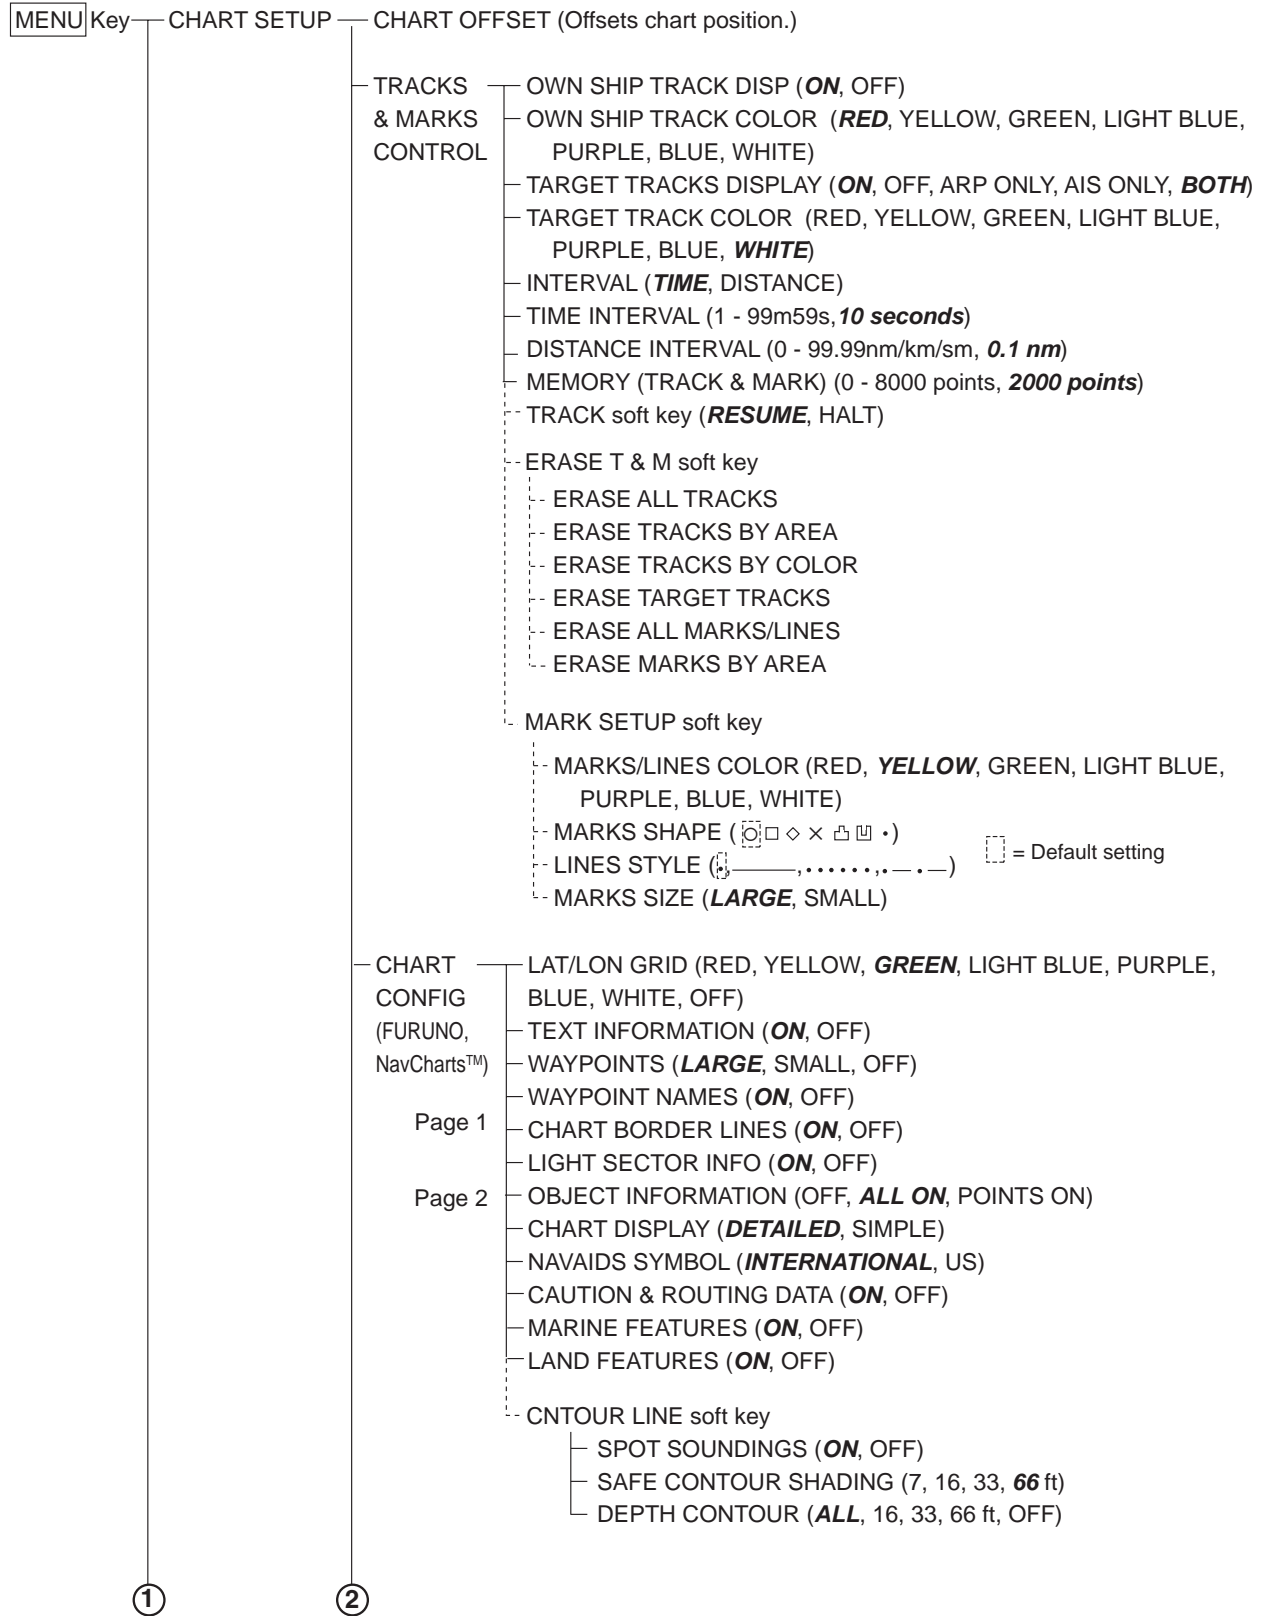 MENU Key CHART SETUP CHART OFFSET (Offsets chart position.)
TRACKS & MARKS CONTROL
OWN SHIP TRACK DISP (ON, OFF)
OWN SHIP TRACK COLOR (RED, YELLOW, GREEN, LIGHT BLUE,
PURPLE, BLUE, WHITE)
TARGET TRACKS DISPLAY (ON, OFF, ARP ONLY, AIS ONLY, BOTH)
TARGET TRACK COLOR (RED, YELLOW, GREEN, LIGHT BLUE,
PURPLE, BLUE, WHITE)
INTERVAL (TIME, DISTANCE)
TIME INTERVAL (1 - 99m59s,10 seconds)
DISTANCE INTERVAL (0 - 99.99nm/km/sm, 0.1 nm)
MEMORY (TRACK & MARK) (0 - 8000 points, 2000 points)
TRACK soft key (RESUME, HALT)
ERASE T & M soft key
ERASE ALL TRACKS
ERASE TRACKS BY AREA
ERASE TRACKS BY COLOR
ERASE TARGET TRACKS
ERASE ALL MARKS/LINES
ERASE MARKS BY AREA
MARK SETUP soft key
MARKS/LINES COLOR (RED, YELLOW, GREEN, LIGHT BLUE,
PURPLE, BLUE, WHITE)
MARKS SHAPE (○ □ ◇ × 凸 凹 •)
= Default setting
LINES STYLE (•, ———, • • • • • •, • — • —)
MARKS SIZE (LARGE, SMALL)
CHART
CONFIG
(FURUNO,
NavCharts™)
Page 1
Page 2
LAT/LON GRID (RED, YELLOW, GREEN, LIGHT BLUE, PURPLE,
BLUE, WHITE, OFF)
TEXT INFORMATION (ON, OFF)
WAYPOINTS (LARGE, SMALL, OFF)
WAYPOINT NAMES (ON, OFF)
CHART BORDER LINES (ON, OFF)
LIGHT SECTOR INFO (ON, OFF)
OBJECT INFORMATION (OFF, ALL ON, POINTS ON)
CHART DISPLAY (DETAILED, SIMPLE)
NAVAIDS SYMBOL (INTERNATIONAL, US)
CAUTION & ROUTING DATA (ON, OFF)
MARINE FEATURES (ON, OFF)
LAND FEATURES (ON, OFF)
CNTOUR LINE soft key
SPOT SOUNDINGS (ON, OFF)
SAFE CONTOUR SHADING (7, 16, 33, 66 ft)
DEPTH CONTOUR (ALL, 16, 33, 66 ft, OFF)
1 2